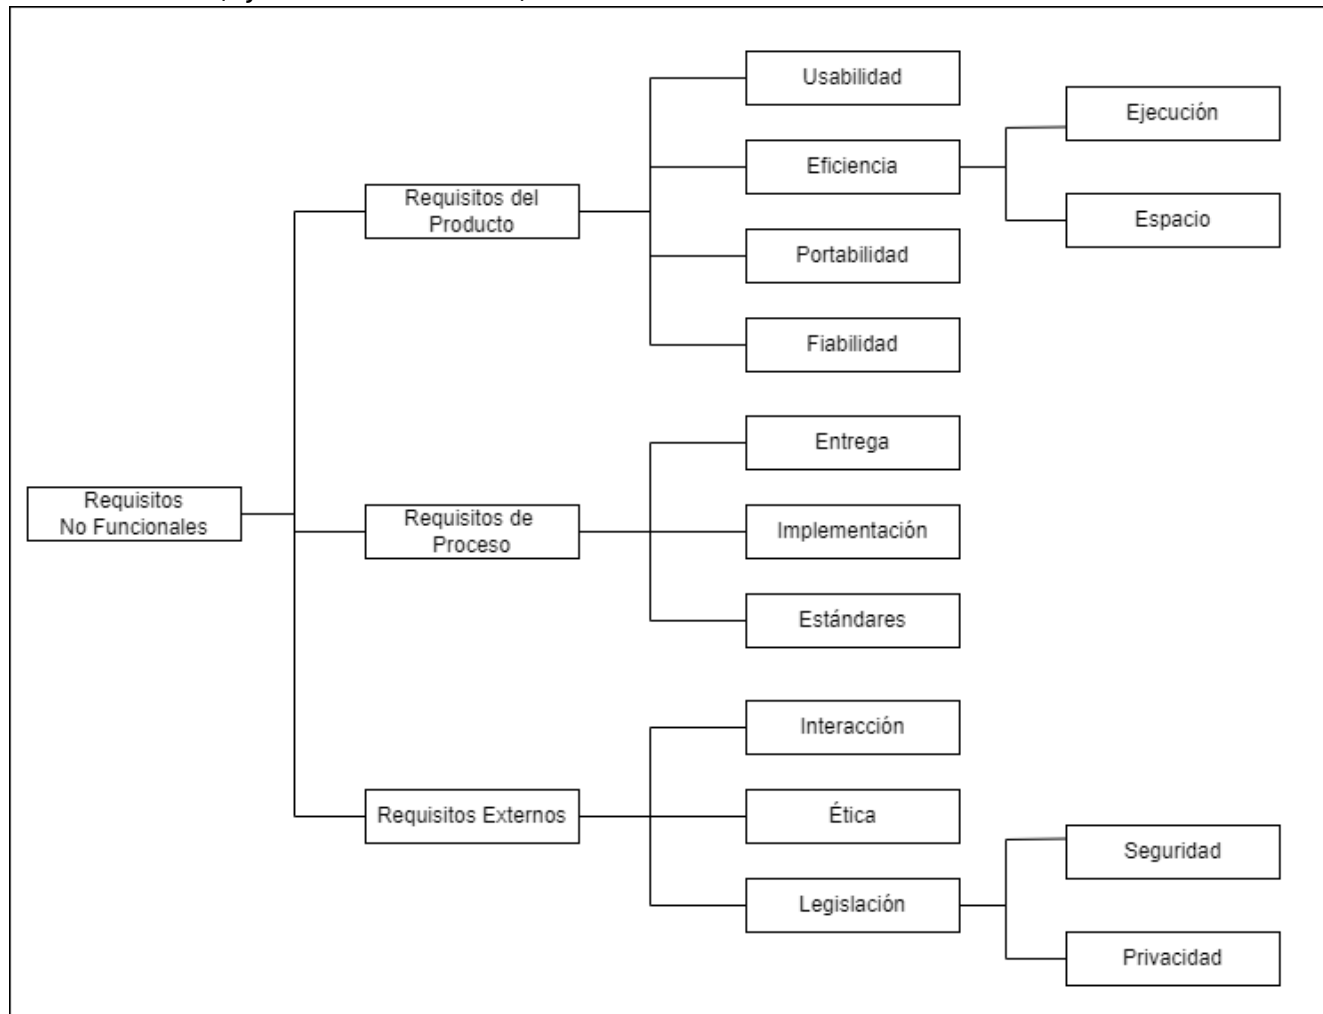 Usabilidad
Ejecución
Eficiencia
Requisitos del
Producto
Espacio
Portabilidad
Fiabilidad
Entrega
Requisitos
No Funcionales
Requisitos de
Proceso
Implementación
Estándares
Interacción
Requisitos Externos
Ética
Seguridad
Legislación
Privacidad